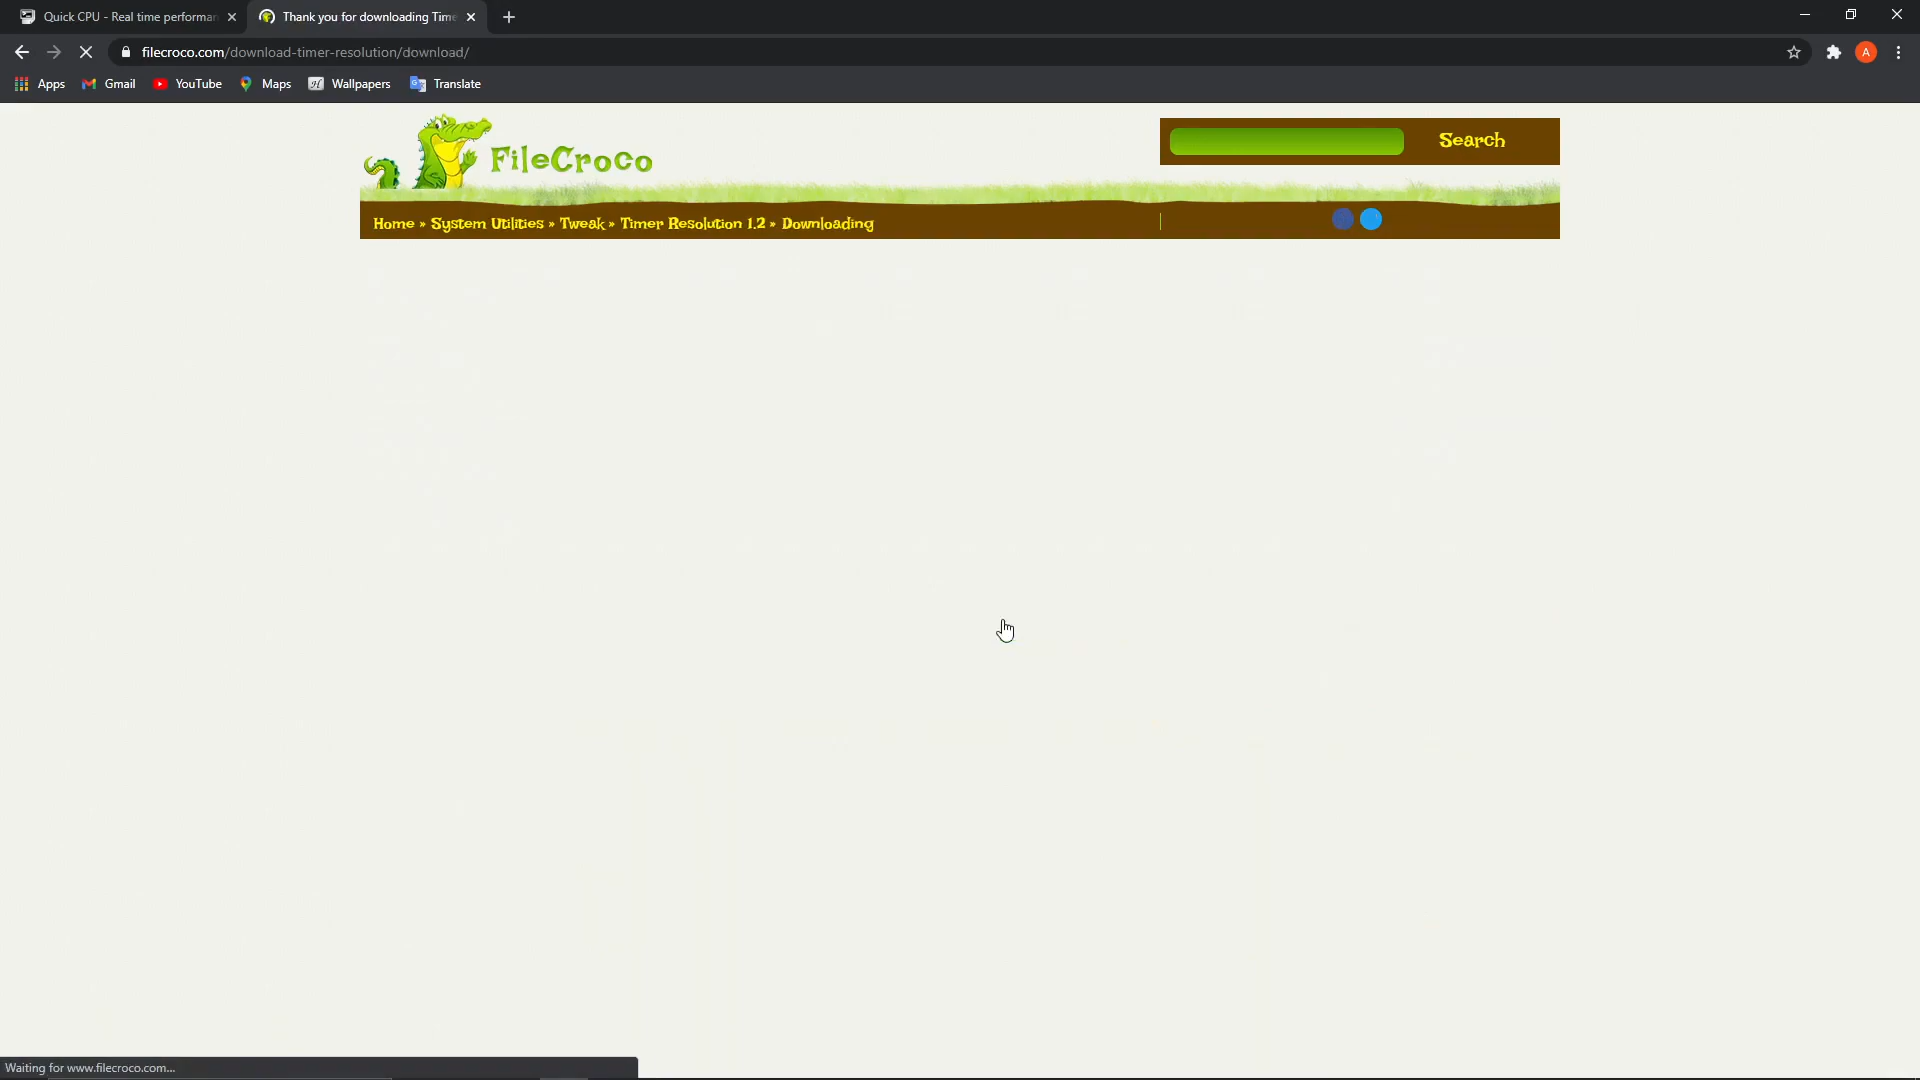 Quick CPU - Real time performan
Thank you for downloading Time
filecroco.com/download-timer-resolution/download/
A
Apps
Gmail
YouTube
Maps
Wallpapers
Translate
FileCroco
Search
Home » System Utilities » Tweak » Timer Resolution 1.2 » Downloading
Waiting for www.filecroco.com...